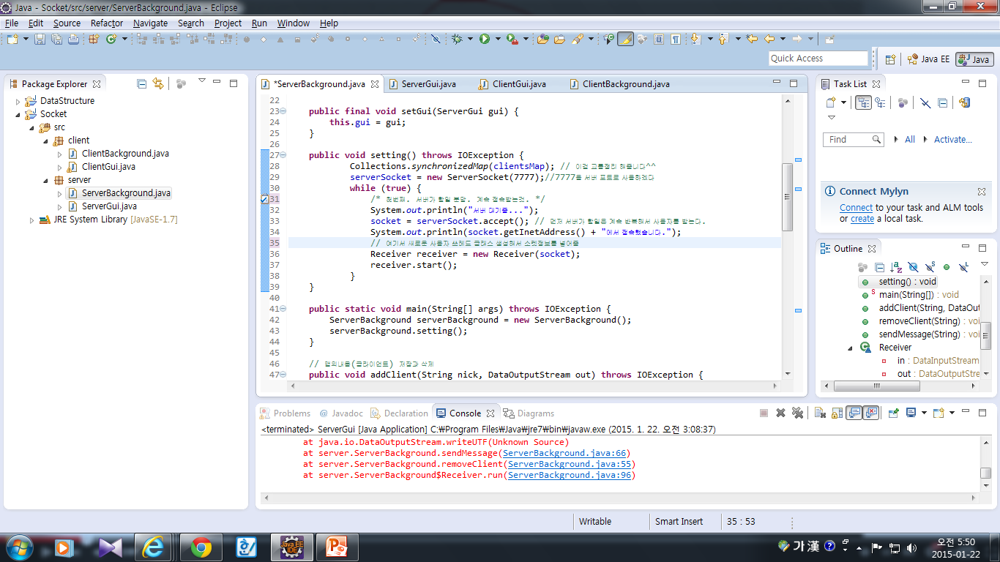 Java - Socket/src/server/ServerBackground.java - Eclipse
File Edit Source Refactor Navigate Search Project Run Window Help
Quick Access
Java EE
Java
Package Explorer
DataStructure
Socket
src
client
ClientBackground.java
ClientGui.java
server
ServerBackground.java
ServerGui.java
JRE System Library [JavaSE-1.7]
*ServerBackground.java
ServerGui.java
ClientGui.java
ClientBackground.java
22
23 public final void setGui(ServerGui gui) {
24 this.gui = gui;
25 }
26
27 public void setting() throws IOException {
28 Collections.synchronizedMap(clientsMap); // 이걸 교통정리 해줍니다^^
29 serverSocket = new ServerSocket(7777);//7777을 서버 포트로 사용하겠다
30 while (true) {
31 /* 첫번째. 서버가 할일 분담. 계속 접속받는것. */
32 System.out.println("서버 대기중...");
33 socket = serverSocket.accept(); // 먼저 서버가 할일은 계속 반복해서 사용자를 받는다.
34 System.out.println(socket.getInetAddress() + "에서 접속했습니다.");
35 // 여기서 새로운 사용자 쓰레드 클래스 생성해서 소켓정보를 넣어줌
36 Receiver receiver = new Receiver(socket);
37 receiver.start();
38 }
39 }
40
41 public static void main(String[] args) throws IOException {
42 ServerBackground serverBackground = new ServerBackground();
43 serverBackground.setting();
44 }
45
46 // 맵의내용(클라이언트) 저장과 삭제
47 public void addClient(String nick, DataOutputStream out) throws IOException {
Task List
Find
All
Activate...
Connect Mylyn
Connect to your task and ALM tools
or create a local task.
Outline
setting() : void
main(String[]) : void
addClient(String, DataOut
removeClient(String) : voi
sendMessage(String) : voi
Receiver
in : DataInputStream
out : DataOutputStre
Problems
@ Javadoc
Declaration
Console
Diagrams
<terminated> ServerGui [Java Application] C:₩Program Files₩Java₩jre7₩bin₩javaw.exe (2015. 1. 22. 오전 3:08:37)
at java.io.DataOutputStream.writeUTF(Unknown Source)
at server.ServerBackground.sendMessage(ServerBackground.java:66)
at server.ServerBackground.removeClient(ServerBackground.java:55)
at server.ServerBackground$Receiver.run(ServerBackground.java:96)
Writable
Smart Insert
35 : 53
Java EE
IDE
가 漢
오전 5:50
2015-01-22